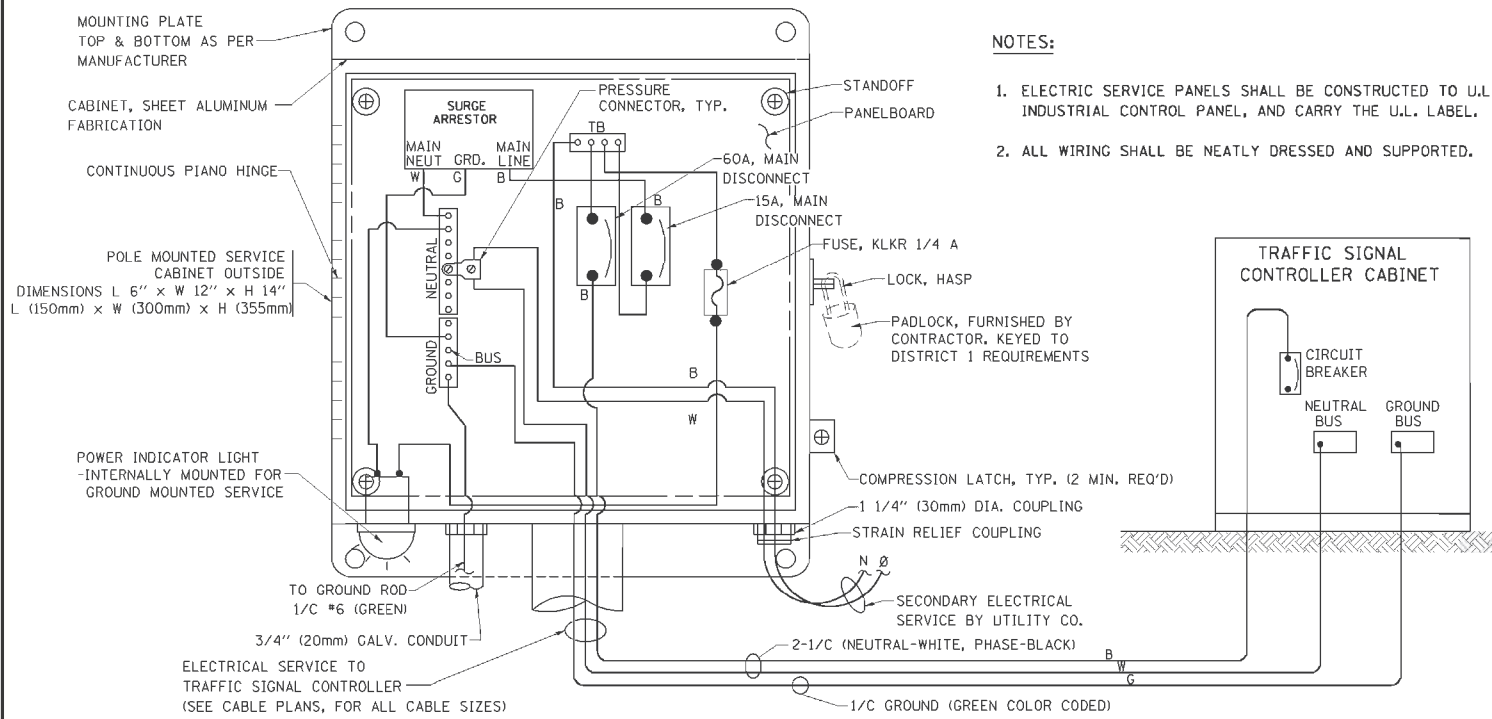 MOUNTING PLATE
TOP & BOTTOM AS PER
MANUFACTURER
CABINET, SHEET ALUMINUM
FABRICATION
CONTINUOUS PIANO HINGE
POLE MOUNTED SERVICE
CABINET OUTSIDE
DIMENSIONS L 6" x W 12" x H 14"
L (150mm) x W (300mm) x H (355mm)
POWER INDICATOR LIGHT
-INTERNALLY MOUNTED FOR
GROUND MOUNTED SERVICE
SURGE
ARRESTOR
MAIN
NEUT
GRD.
MAIN
LINE
W
G
B
PRESSURE
CONNECTOR, TYP.
TB
60A, MAIN
DISCONNECT
15A, MAIN
DISCONNECT
B
B
B
NEUTRAL
GROUND
BUS
B
W
STANDOFF
PANELBOARD
FUSE, KLKR 1/4 A
LOCK, HASP
PADLOCK, FURNISHED BY
CONTRACTOR, KEYED TO
DISTRICT 1 REQUIREMENTS
COMPRESSION LATCH, TYP. (2 MIN. REQ'D)
1 1/4" (30mm) DIA. COUPLING
STRAIN RELIEF COUPLING
N Ø
SECONDARY ELECTRICAL
SERVICE BY UTILITY CO.
TO GROUND ROD
1/C #6 (GREEN)
3/4" (20mm) GALV. CONDUIT
ELECTRICAL SERVICE TO
TRAFFIC SIGNAL CONTROLLER
(SEE CABLE PLANS, FOR ALL CABLE SIZES)
2-1/C (NEUTRAL-WHITE, PHASE-BLACK)
B
W
G
1/C GROUND (GREEN COLOR CODED)
NOTES:
1. ELECTRIC SERVICE PANELS SHALL BE CONSTRUCTED TO U.L
INDUSTRIAL CONTROL PANEL, AND CARRY THE U.L. LABEL.
2. ALL WIRING SHALL BE NEATLY DRESSED AND SUPPORTED.
TRAFFIC SIGNAL
CONTROLLER CABINET
CIRCUIT
BREAKER
NEUTRAL
BUS
GROUND
BUS